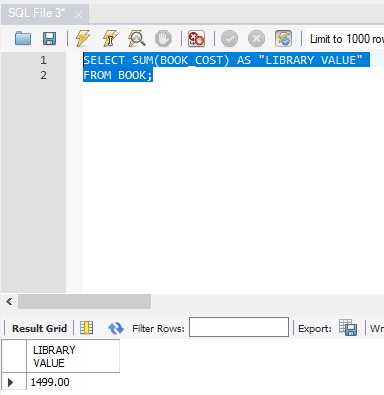 SQL File 3*
Limit to 1000 rov
1 SELECT SUM(BOOK_COST) AS "LIBRARY VALUE"
2 FROM BOOK;
Result Grid Filter Rows: Export: Wr
LIBRARY
VALUE
1499.00